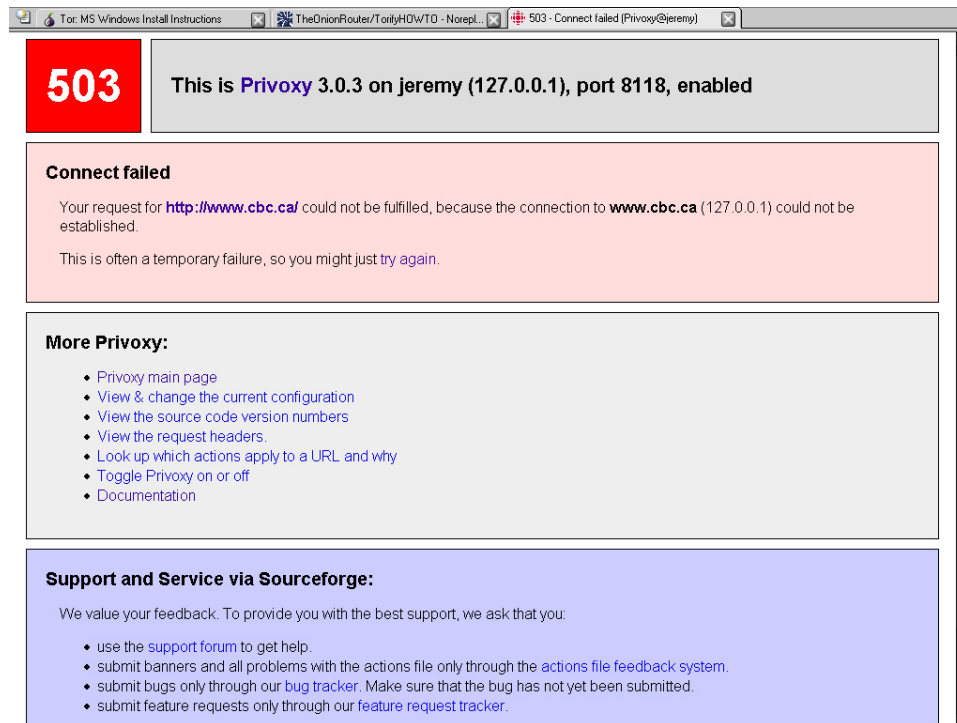 Tor: MS Windows Install Instructions
TheOnionRouter/TorifyHOWTO - Norepl...
503 - Connect failed (Privoxy@jeremy)
503
This is Privoxy 3.0.3 on jeremy (127.0.0.1), port 8118, enabled
Connect failed
Your request for http://www.cbc.ca/ could not be fulfilled, because the connection to www.cbc.ca (127.0.0.1) could not be
established.
This is often a temporary failure, so you might just try again.
More Privoxy:
• Privoxy main page
• View & change the current configuration
• View the source code version numbers
• View the request headers.
• Look up which actions apply to a URL and why
• Toggle Privoxy on or off
• Documentation
Support and Service via Sourceforge:
We value your feedback. To provide you with the best support, we ask that you:
• use the support forum to get help.
• submit banners and all problems with the actions file only through the actions file feedback system.
• submit bugs only through our bug tracker. Make sure that the bug has not yet been submitted.
• submit feature requests only through our feature request tracker.